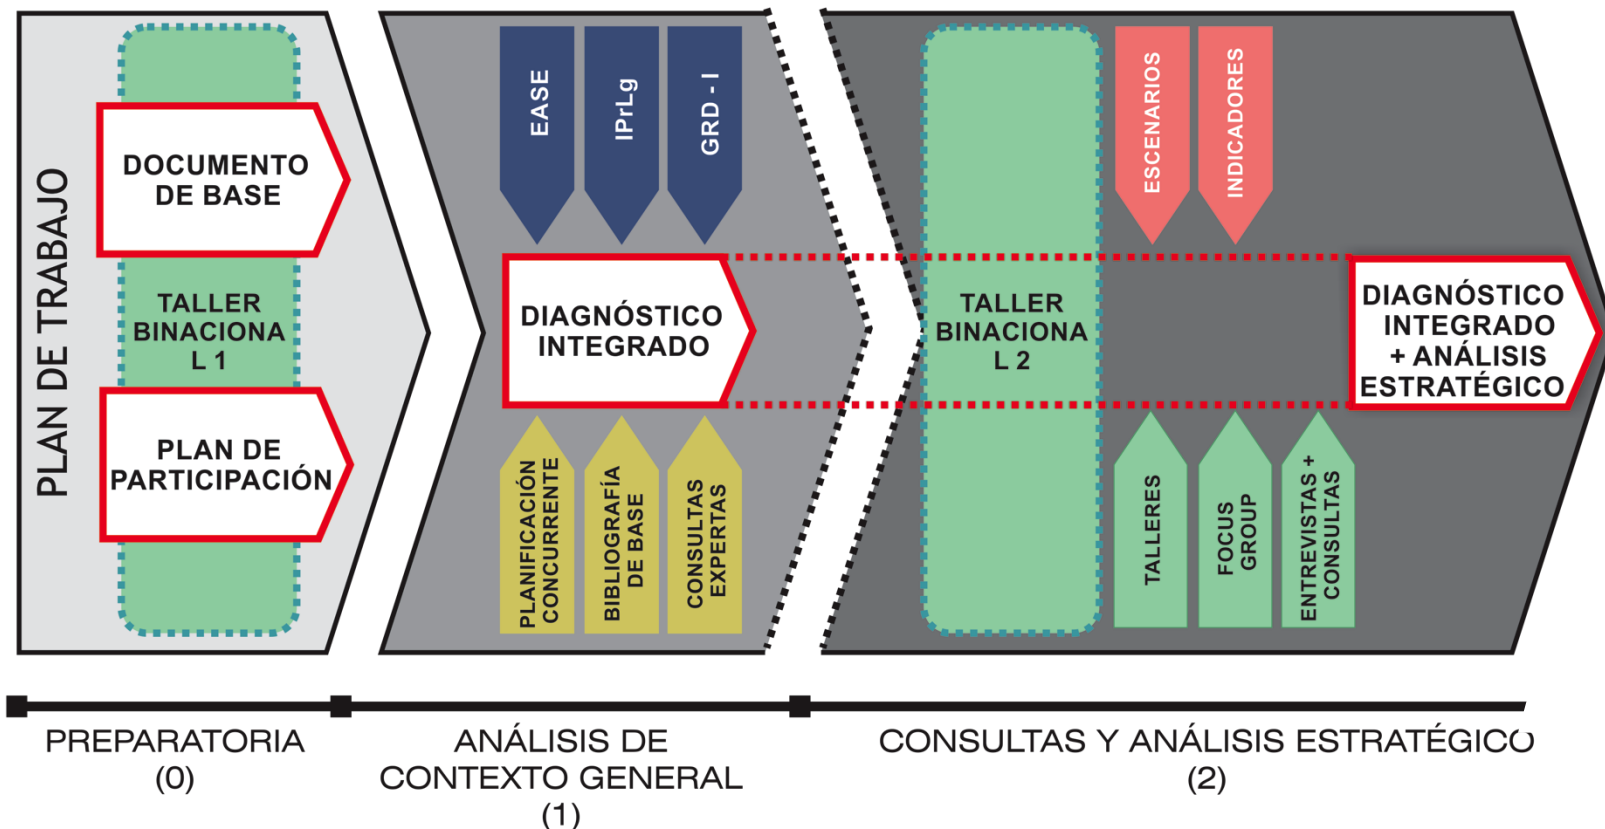 PLAN DE TRABAJO
DOCUMENTO
DE BASE
TALLER
BINACIONA
L 1
PLAN DE
PARTICIPACIÓN
EASE
IPrLg
GRD - I
DIAGNÓSTICO
INTEGRADO
PLANIFICACIÓN
CONCURRENTE
BIBLIOGRAFÍA
DE BASE
CONSULTAS
EXPERTAS
TALLER
BINACIONA
L 2
ESCENARIOS
INDICADORES
TALLERES
FOCUS
GROUP
ENTREVISTAS +
CONSULTAS
DIAGNÓSTICO
INTEGRADO
+ ANÁLISIS
ESTRATÉGICO
PREPARATORIA
(0)
ANÁLISIS DE
CONTEXTO GENERAL
(1)
CONSULTAS Y ANÁLISIS ESTRATÉGICO
(2)